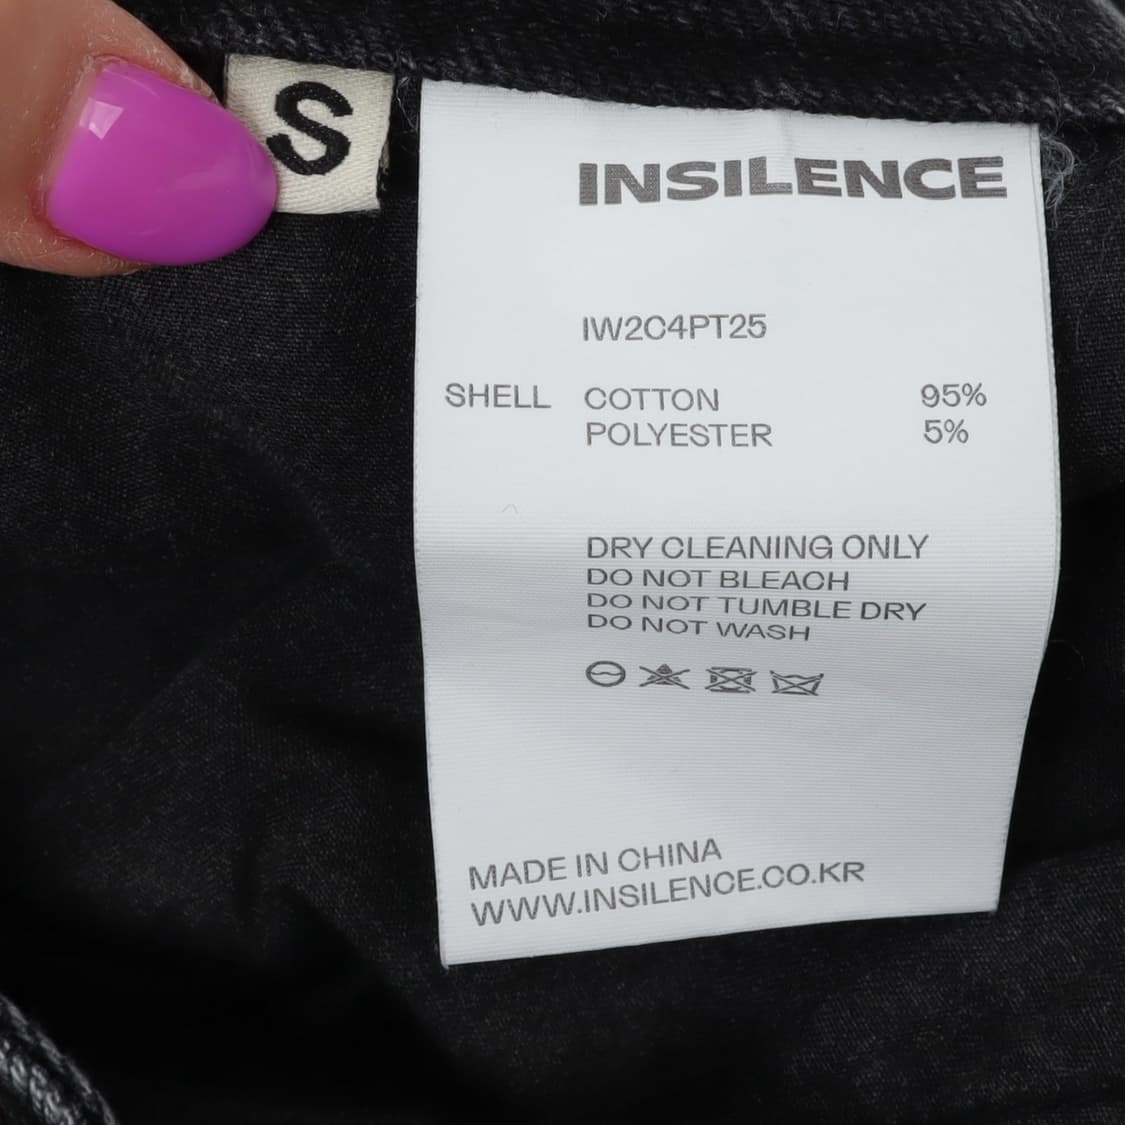 S
INSILENCE
IW2C4PT25
SHELL COTTON 95%
POLYESTER 5%
DRY CLEANING ONLY
DO NOT BLEACH
DO NOT TUMBLE DRY
DO NOT WASH
MADE IN CHINA
WWW.INSILENCE.CO.KR